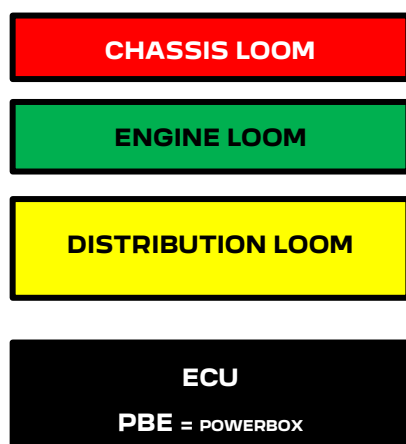 CHASSIS LOOM
ENGINE LOOM
DISTRIBUTION LOOM
ECU
PBE = POWERBOX